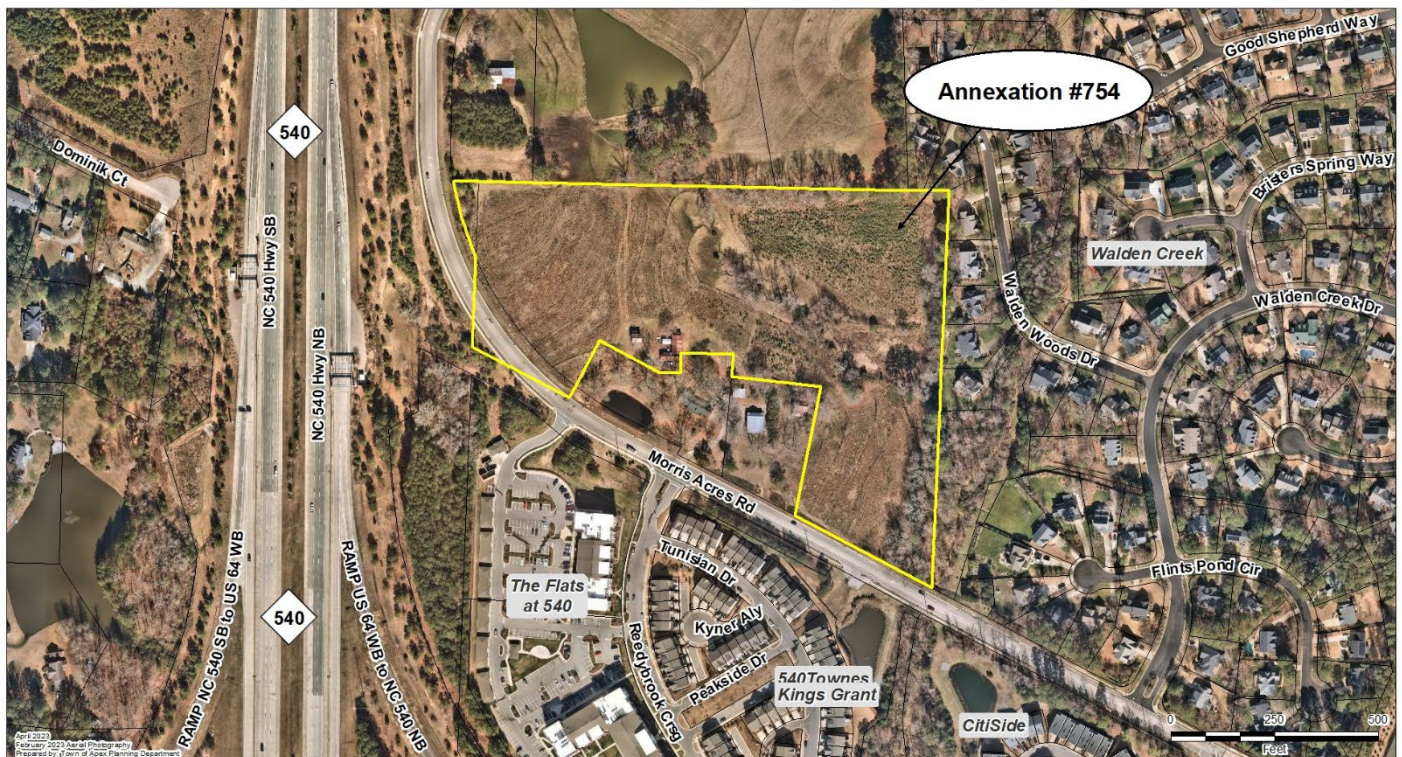 Good Shepherd Way
Annexation #754
540
Dominik Ct
Bristers Spring Way
NC 540 Hwy SB
NC 540 Hwy NB
Walden Creek
Walden Woods Dr
Walden Creek Dr
Morris Acres Rd
Tunisian Dr
Flints Pond Cir
The Flats
at 540
540
Kyner Aly
RAMP NC 540 SB to US 64 WB
RAMP US 64 WB to NC 540 NB
Reedybrook Crsg
Peakside Dr
540Townes
Kings Grant
CitiSide
0 250 500
Feet
April 2023
February 2023 Aerial Photography
Prepared by: Town of Apex Planning Department